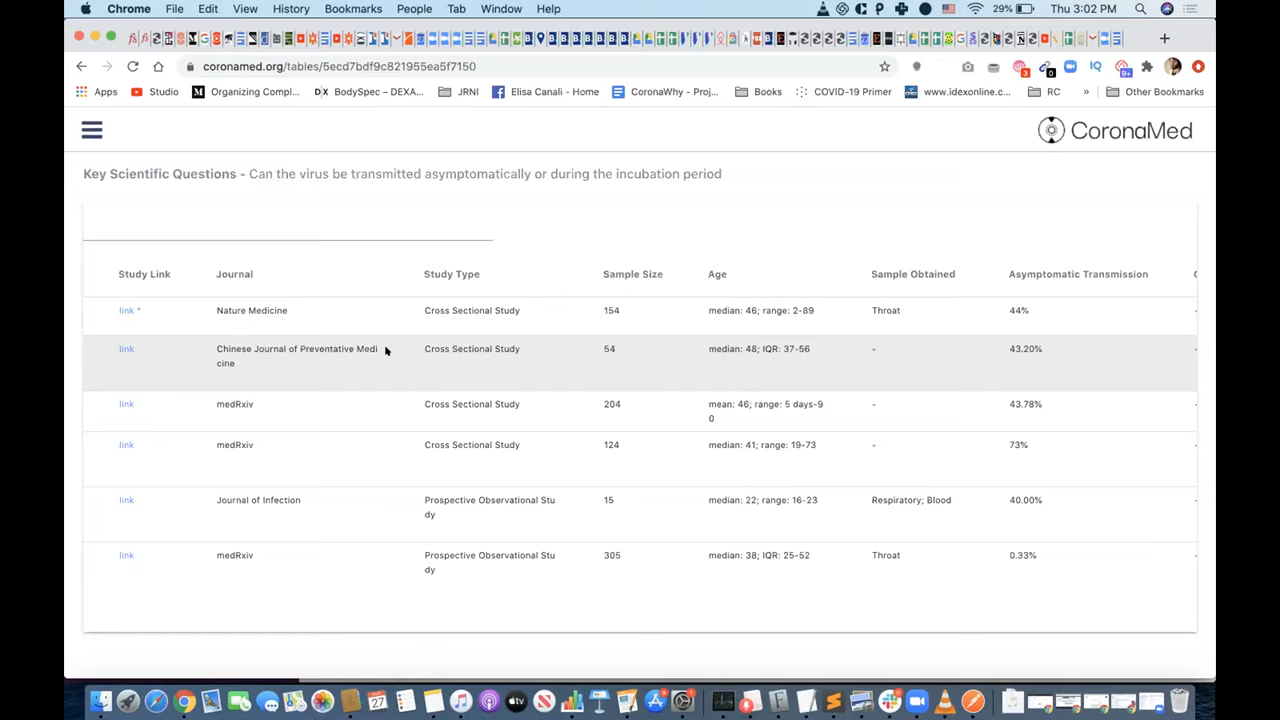 Chrome File Edit View History Bookmarks People Tab Window Help 29% Thu 3:02 PM
coronamed.org/tables/5ecd7bdf9c821955ea5f7150
Apps Studio Organizing Compl... BodySpec – DEXA... JRNI Elisa Canali - Home CoronaWhy - Proj... Books COVID-19 Primer www.idexonline.c... RC » Other Bookmarks
CoronaMed
Key Scientific Questions - Can the virus be transmitted asymptomatically or during the incubation period
Study Link Journal Study Type Sample Size Age Sample Obtained Asymptomatic Transmission
link * Nature Medicine Cross Sectional Study 154 median: 46; range: 2-89 Throat 44% -
link Chinese Journal of Preventative Medi Cross Sectional Study 54 median: 48; IQR: 37-56 - 43.20% -
cine
link medRxiv Cross Sectional Study 204 mean: 46; range: 5 days-9 - 43.78% -
0
link medRxiv Cross Sectional Study 124 median: 41; range: 19-73 - 73% -
link Journal of Infection Prospective Observational Stu 15 median: 22; range: 16-23 Respiratory; Blood 40.00% -
dy
link medRxiv Prospective Observational Stu 305 median: 38; IQR: 25-52 Throat 0.33% -
dy